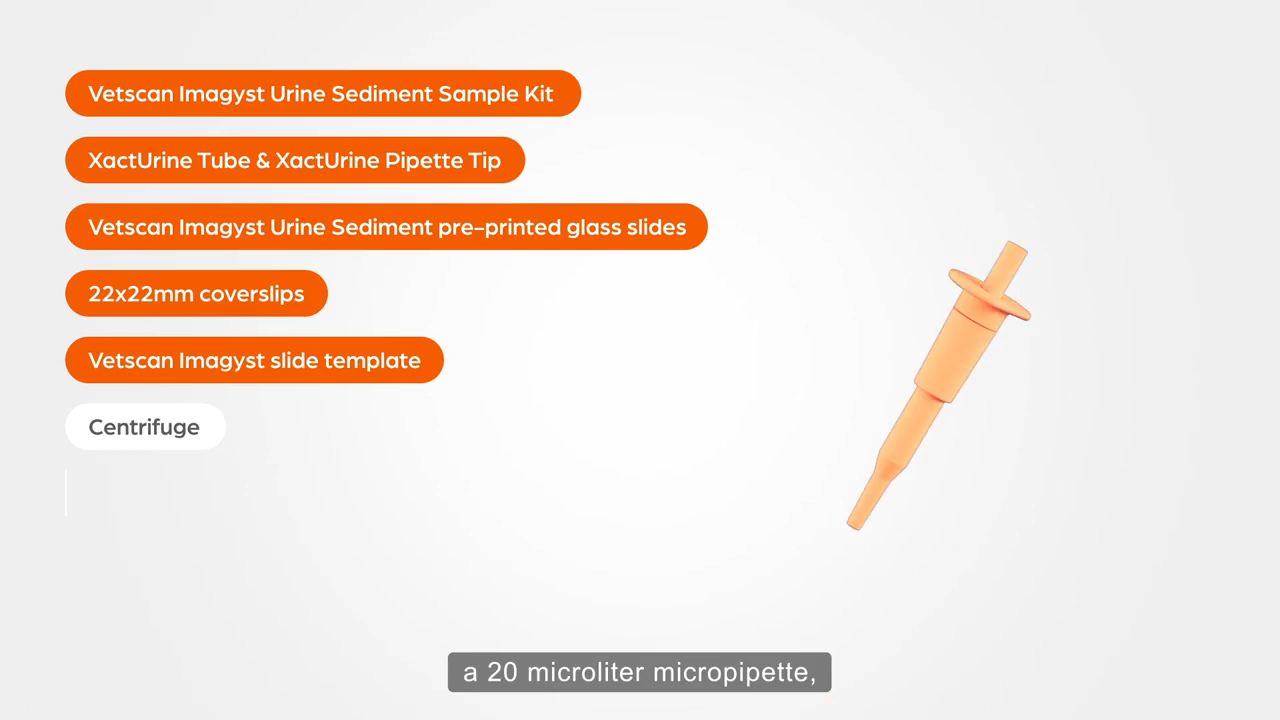 Vetscan Imagyst Urine Sediment Sample Kit
XactUrine Tube & XactUrine Pipette Tip
Vetscan Imagyst Urine Sediment pre-printed glass slides
22x22mm coverslips
Vetscan Imagyst slide template
Centrifuge
a 20 microliter micropipette,